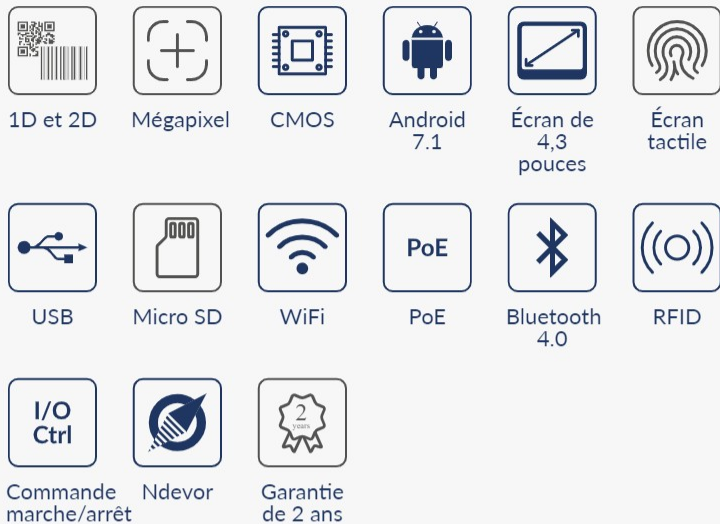 1D et 2D
Mégapixel
CMOS
Android
7.1
Écran de
4,3
pouces
Écran
tactile
USB
Micro SD
WiFi
PoE
PoE
Bluetooth
4.0
RFID
I/O
Ctrl
Commande
marche/arrêt
Ndevor
2
years
Garantie
de 2 ans